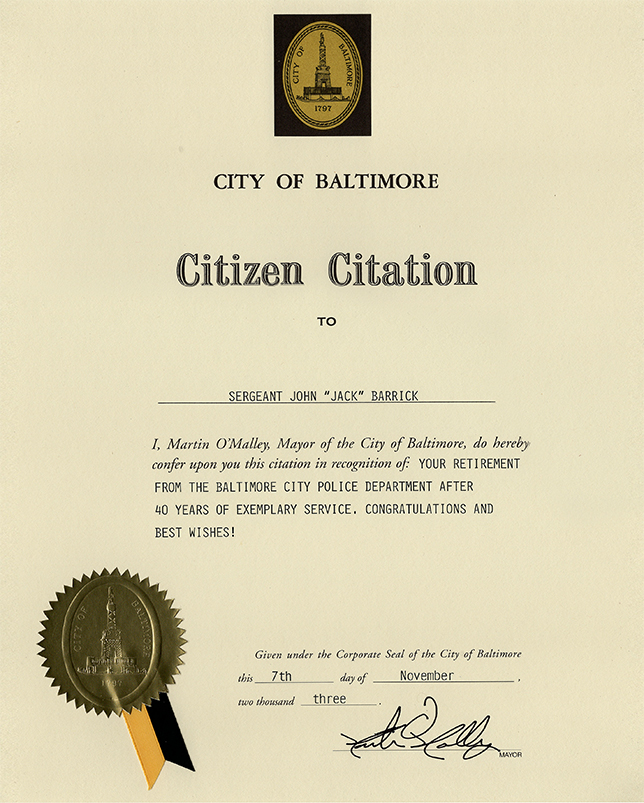 CITY OF BALTIMORE
1797
CITY OF BALTIMORE
Citizen Citation
TO
SERGEANT JOHN "JACK" BARRICK
I, Martin O'Malley, Mayor of the City of Baltimore, do hereby
confer upon you this citation in recognition of: YOUR RETIREMENT
FROM THE BALTIMORE CITY POLICE DEPARTMENT AFTER
40 YEARS OF EXEMPLARY SERVICE. CONGRATULATIONS AND
BEST WISHES!
CITY OF BALTIMORE
1797
Given under the Corporate Seal of the City of Baltimore
this 7th day of November,
two thousand three.
MAYOR